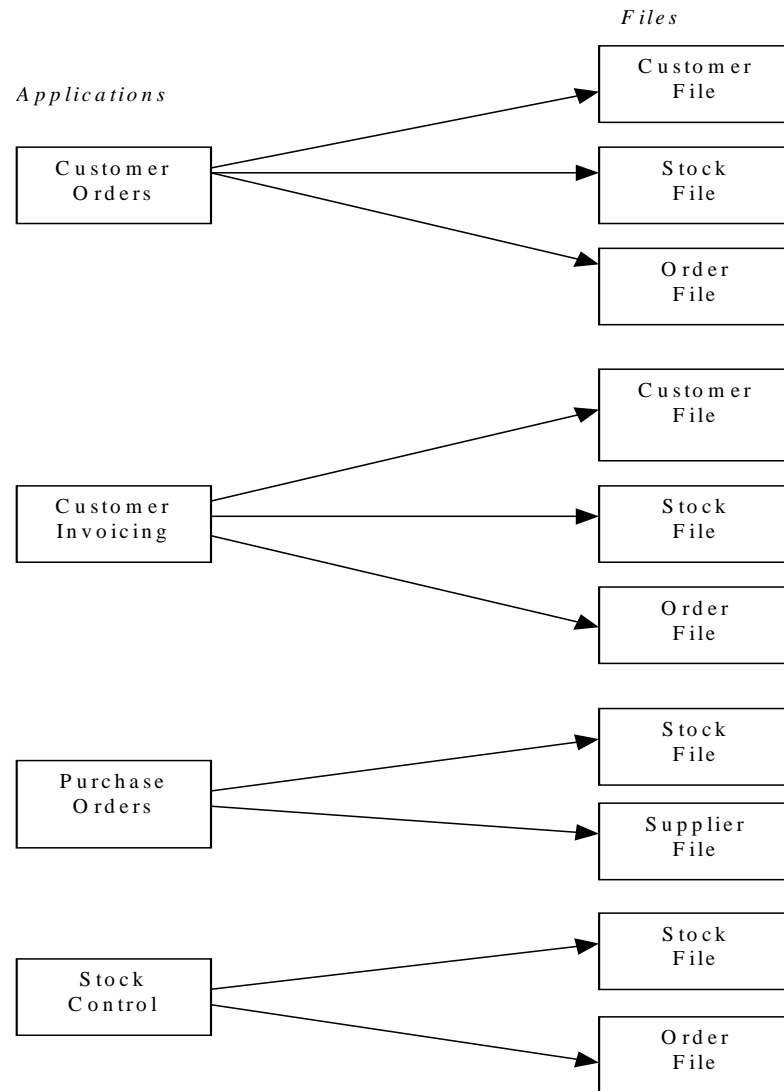 Files
Applications
Customer
File
Customer
Orders
Stock
File
Order
File
Customer
File
Customer
Invoicing
Stock
File
Order
File
Stock
File
Purchase
Orders
Supplier
File
Stock
File
Stock
Control
Order
File